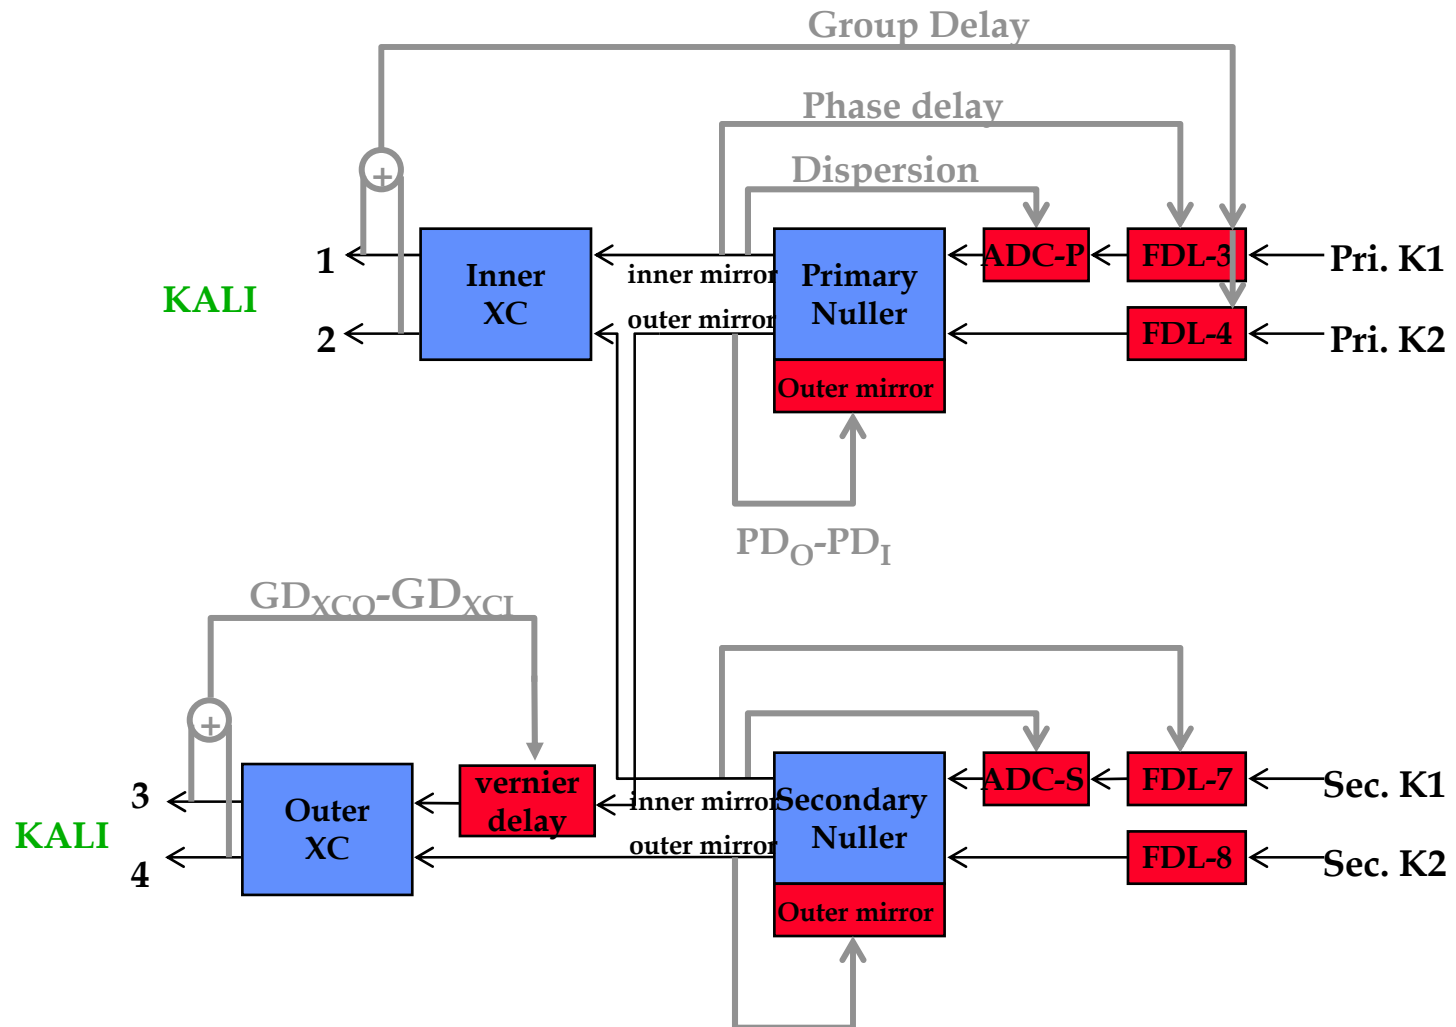 Group Delay
Phase delay
Dispersion
+
1
2
KALI
Inner
XC
inner mirror
outer mirror
Primary
Nuller
Outer mirror
ADC-P
FDL-3
FDL-4
Pri. K1
Pri. K2
PDO-PDI
GDXCO-GDXCI
+
3
4
KALI
Outer
XC
vernier
delay
inner mirror
outer mirror
Secondary
Nuller
Outer mirror
ADC-S
FDL-7
FDL-8
Sec. K1
Sec. K2